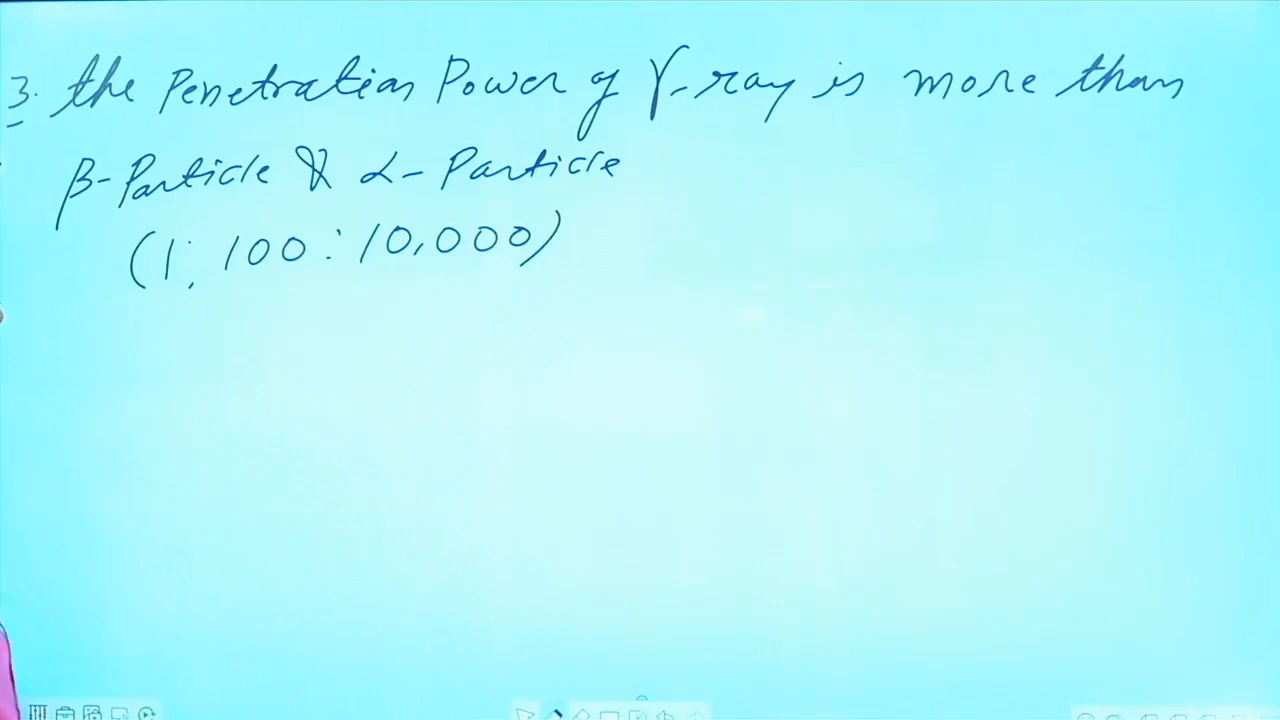 3. the Penetration Power of γ-ray is more than
β-Particle & α-Particle
(1: 100:10,000)